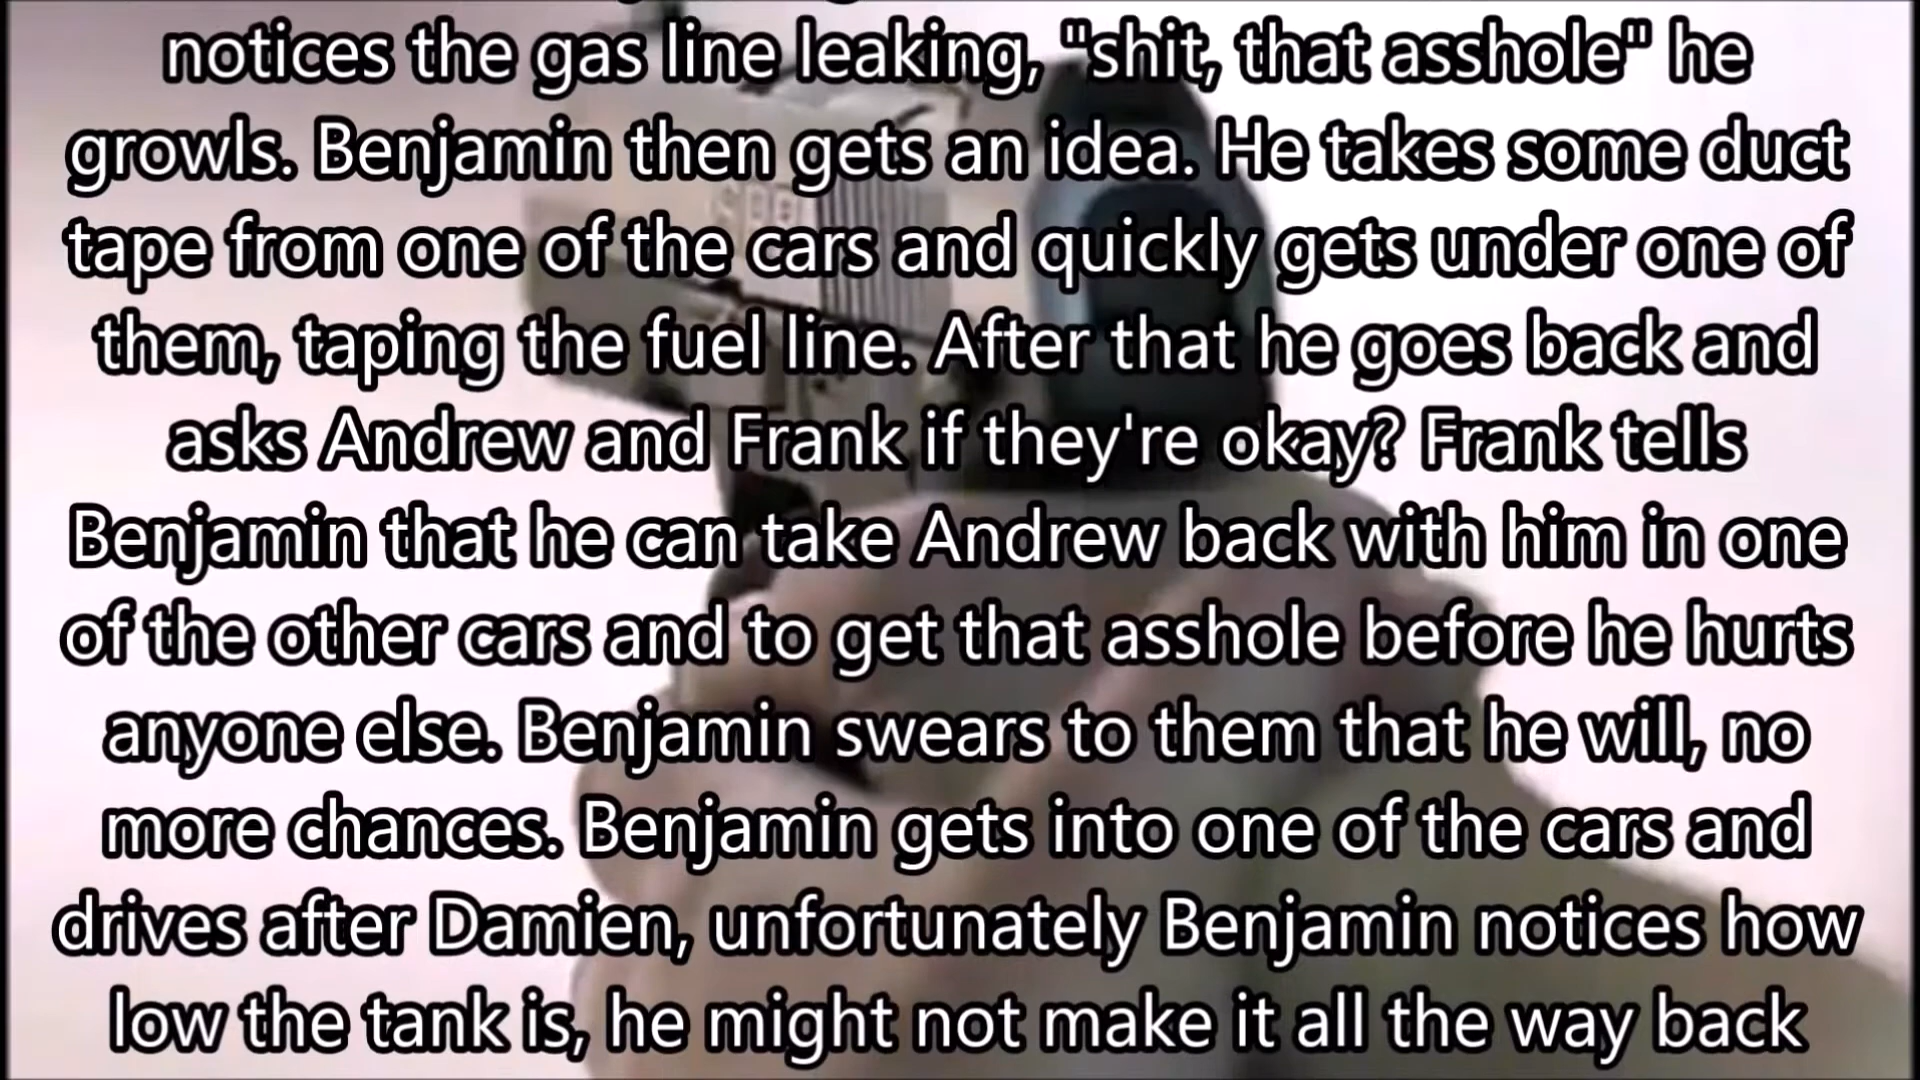 notices the gas line leaking, "shit, that asshole" he
growls. Benjamin then gets an idea. He takes some duct
tape from one of the cars and quickly gets under one of
them, taping the fuel line. After that he goes back and
asks Andrew and Frank if they're okay? Frank tells
Benjamin that he can take Andrew back with him in one
of the other cars and to get that asshole before he hurts
anyone else. Benjamin swears to them that he will, no
more chances. Benjamin gets into one of the cars and
drives after Damien, unfortunately Benjamin notices how
low the tank is, he might not make it all the way back